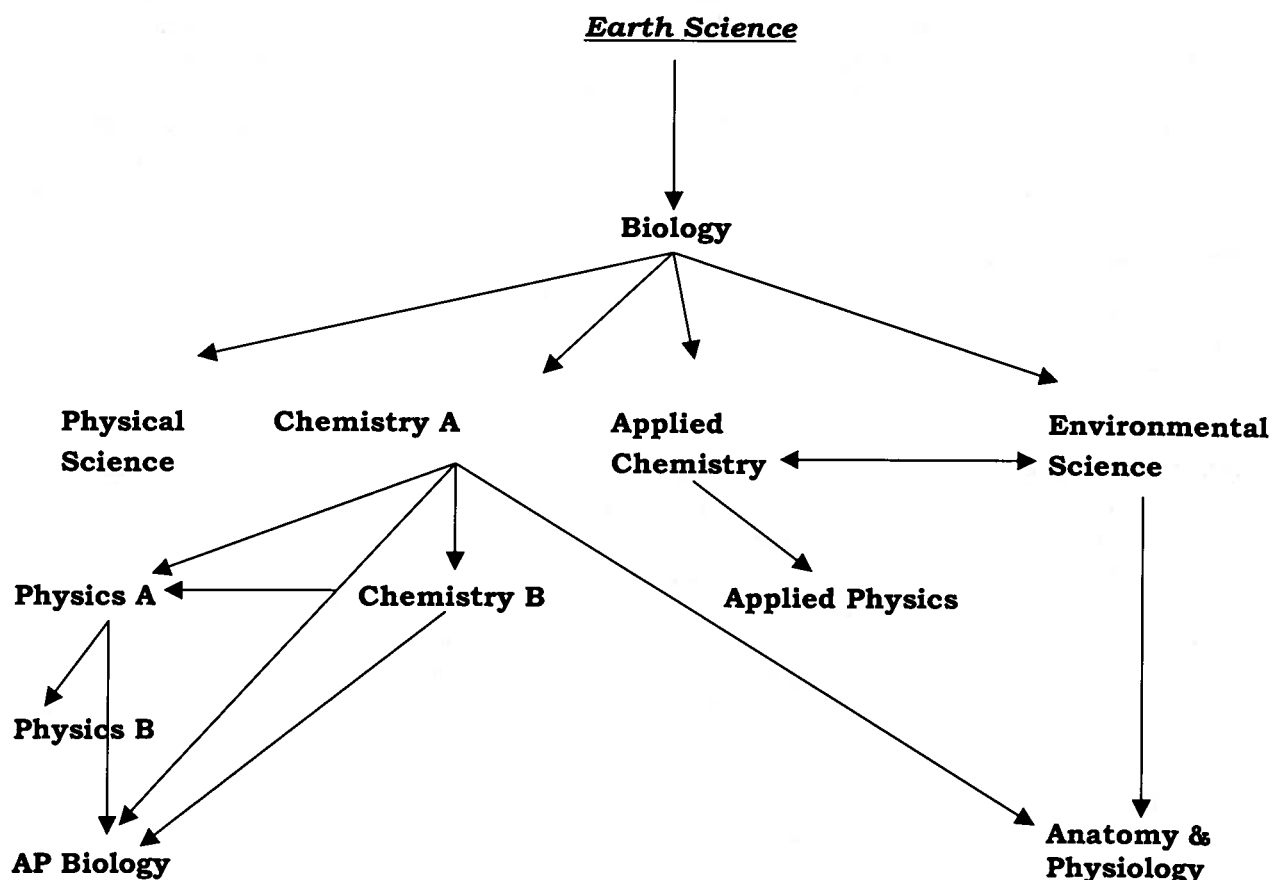 Earth Science
Biology
Physical
Science
Chemistry A
Applied
Chemistry
Environmental
Science
Physics A
Chemistry B
Applied Physics
Physics B
AP Biology
Anatomy &
Physiology